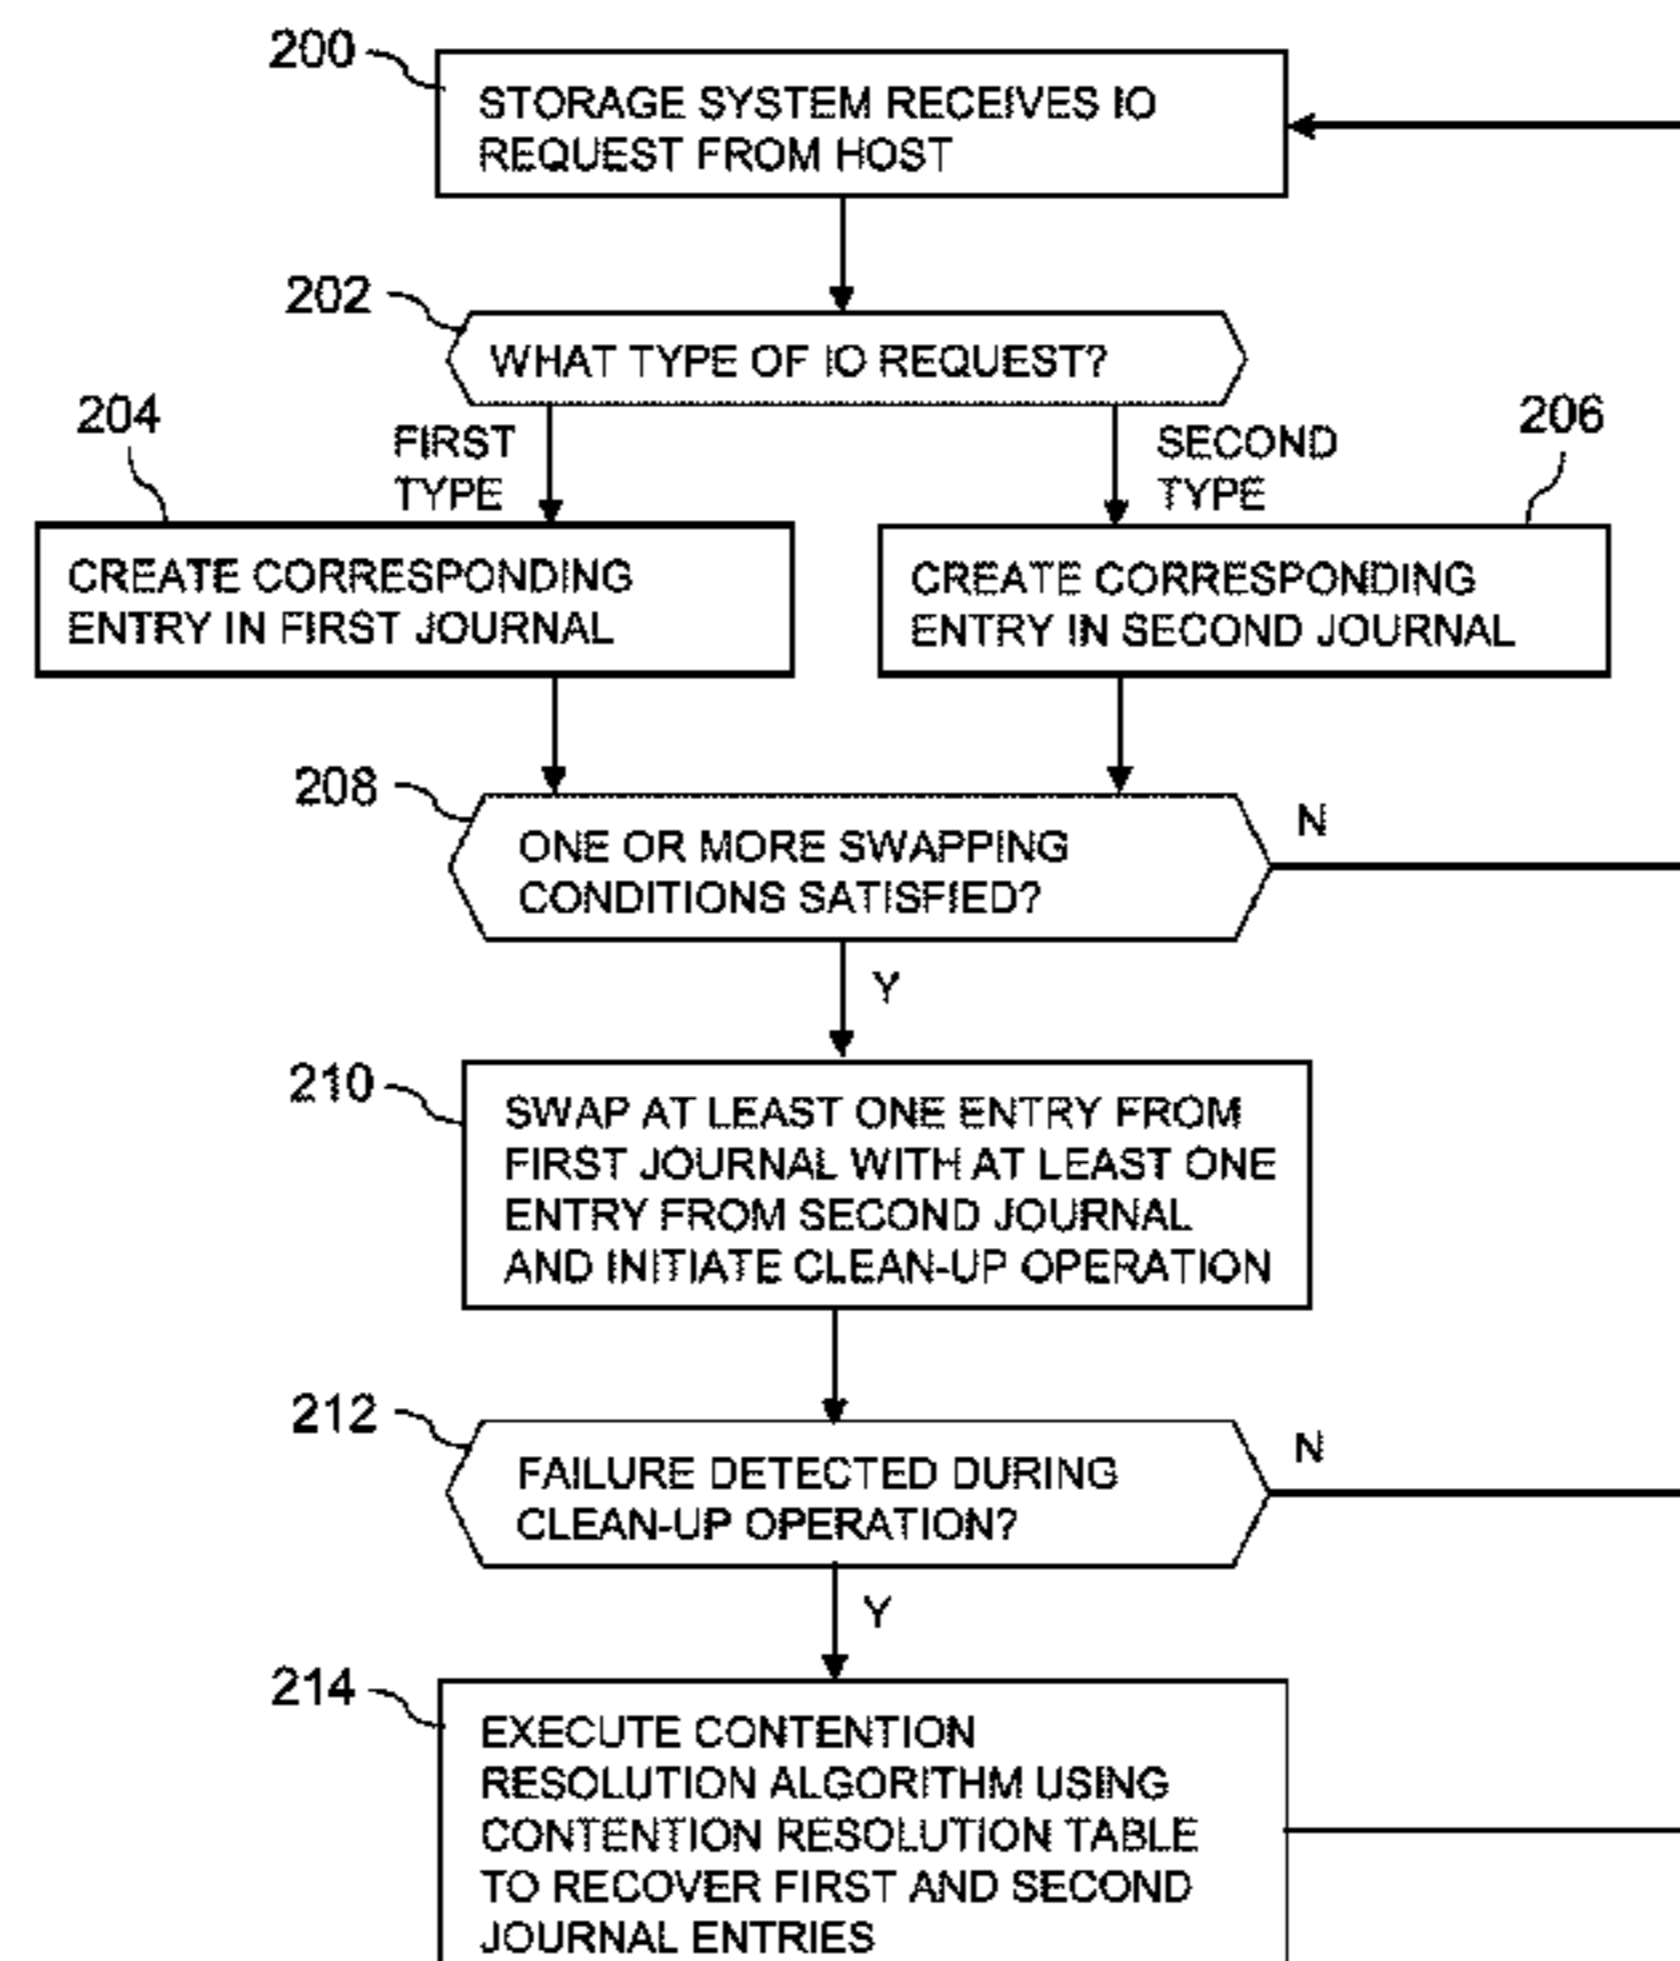 200
STORAGE SYSTEM RECEIVES IO
REQUEST FROM HOST
202
WHAT TYPE OF IO REQUEST?
204
FIRST
TYPE
SECOND
TYPE
206
CREATE CORRESPONDING
ENTRY IN FIRST JOURNAL
CREATE CORRESPONDING
ENTRY IN SECOND JOURNAL
208
ONE OR MORE SWAPPING
CONDITIONS SATISFIED?
N
Y
210
SWAP AT LEAST ONE ENTRY FROM
FIRST JOURNAL WITH AT LEAST ONE
ENTRY FROM SECOND JOURNAL
AND INITIATE CLEAN-UP OPERATION
212
FAILURE DETECTED DURING
CLEAN-UP OPERATION?
N
Y
214
EXECUTE CONTENTION
RESOLUTION ALGORITHM USING
CONTENTION RESOLUTION TABLE
TO RECOVER FIRST AND SECOND
JOURNAL ENTRIES